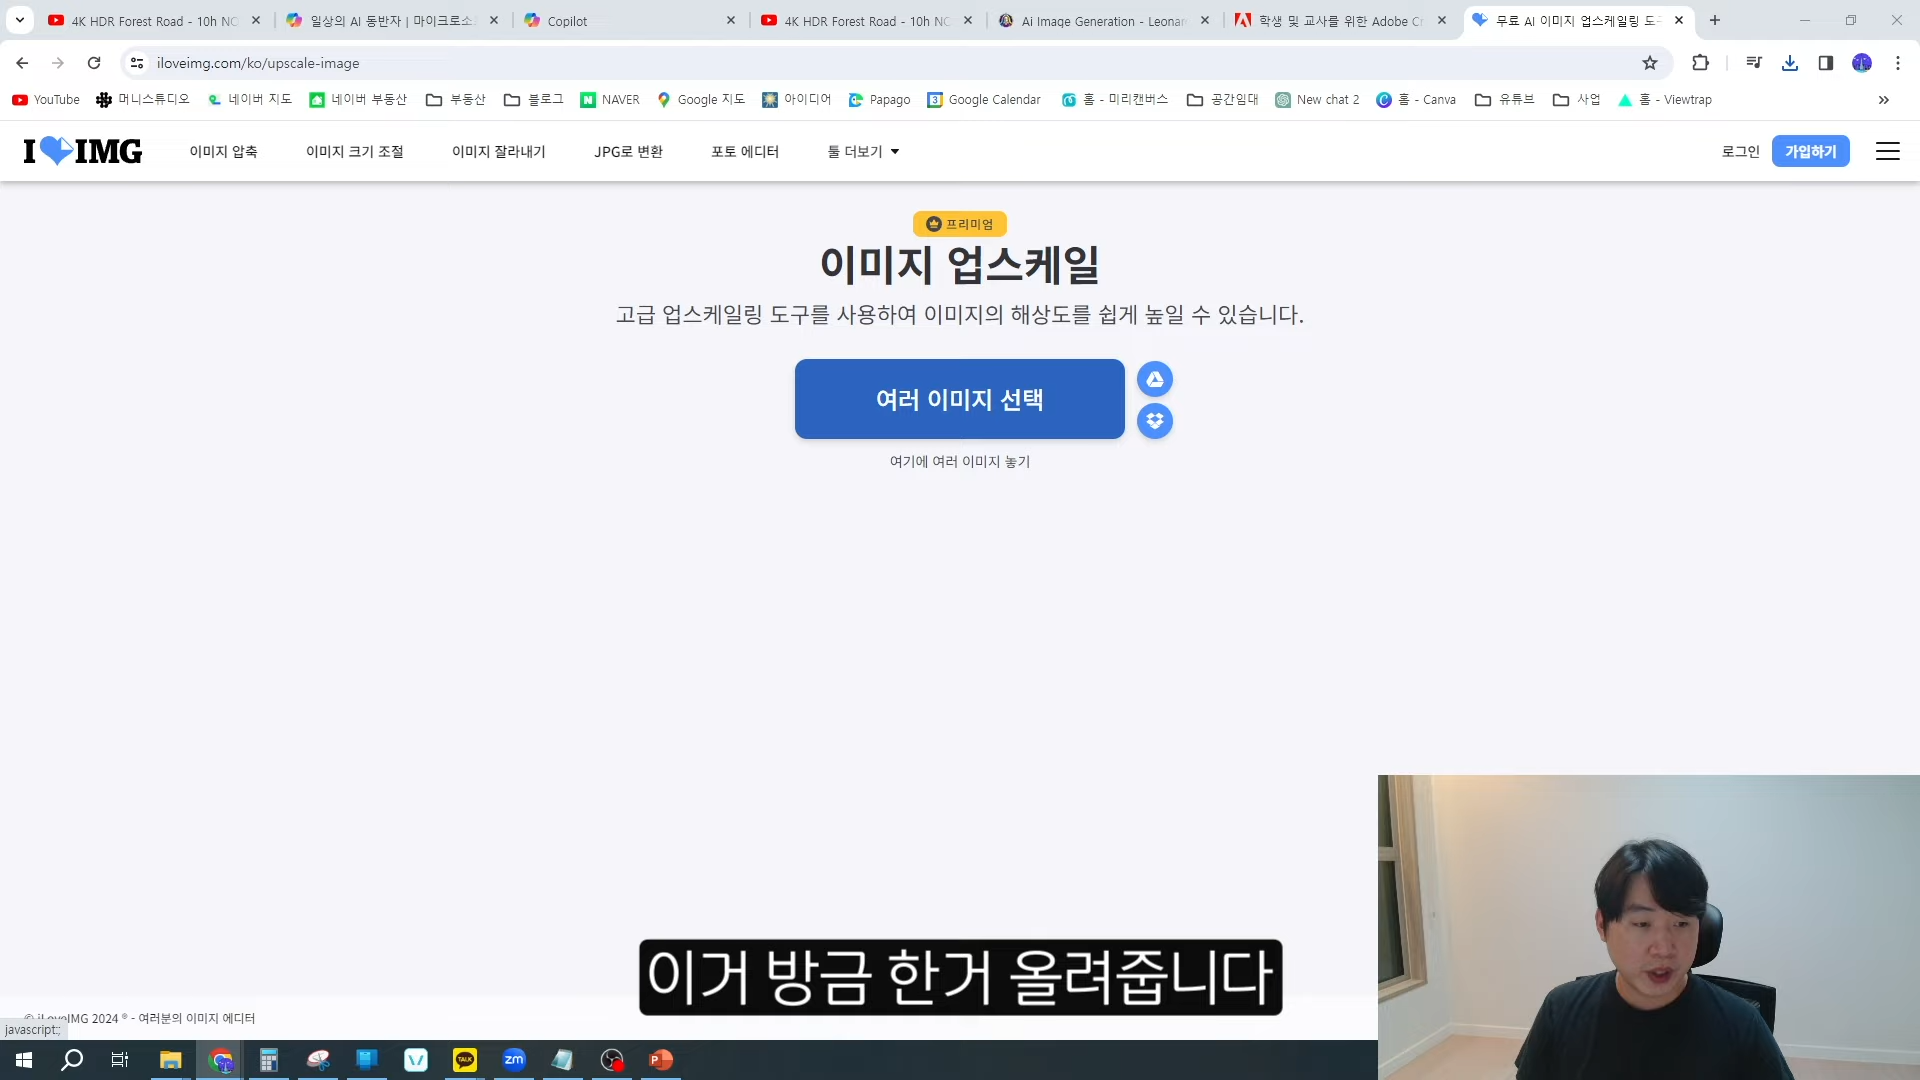 4K HDR Forest Road - 10h NO
일상의 AI 동반자 | 마이크로소
Copilot
4K HDR Forest Road - 10h NO
Ai Image Generation - Leonar
학생 및 교사를 위한 Adobe Cr
무료 AI 이미지 업스케일링 도
iloveimg.com/ko/upscale-image
YouTube
머니스튜디오
네이버 지도
네이버 부동산
부동산
블로그
NAVER
Google 지도
아이디어
Papago
Google Calendar
홈 - 미리캔버스
공간임대
New chat 2
홈 - Canva
유튜브
사업
홈 - Viewtrap
I IMG
이미지 압축
이미지 크기 조절
이미지 잘라내기
JPG로 변환
포토 에디터
툴 더보기
로그인
가입하기
프리미엄
이미지 업스케일
고급 업스케일링 도구를 사용하여 이미지의 해상도를 쉽게 높일 수 있습니다.
여러 이미지 선택
여기에 여러 이미지 놓기
이거 방금 한거 올려줍니다
© iLoveIMG 2024 ® - 여러분의 이미지 에디터
javascript:;
TALK
zm
P